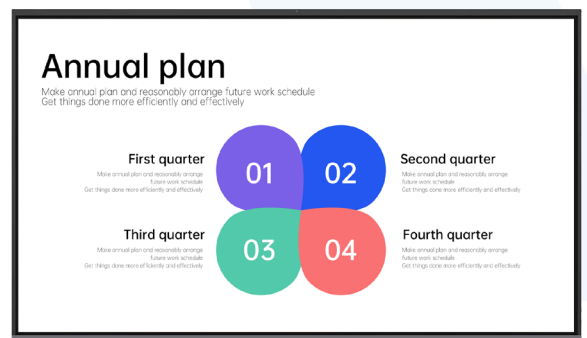 Annual plan
Make annual plan and reasonably arrange future work schedule
Get things done more efficiently and effectively
First quarter
Make annual plan and reasonably arrange
future work schedule
Get things done more efficiently and effectively
01
02
Second quarter
Make annual plan and reasonably arrange
future work schedule
Get things done more efficiently and effectively
Third quarter
Make annual plan and reasonably arrange
future work schedule
Get things done more efficiently and effectively
03
04
Fourth quarter
Make annual plan and reasonably arrange
future work schedule
Get things done more efficiently and effectively